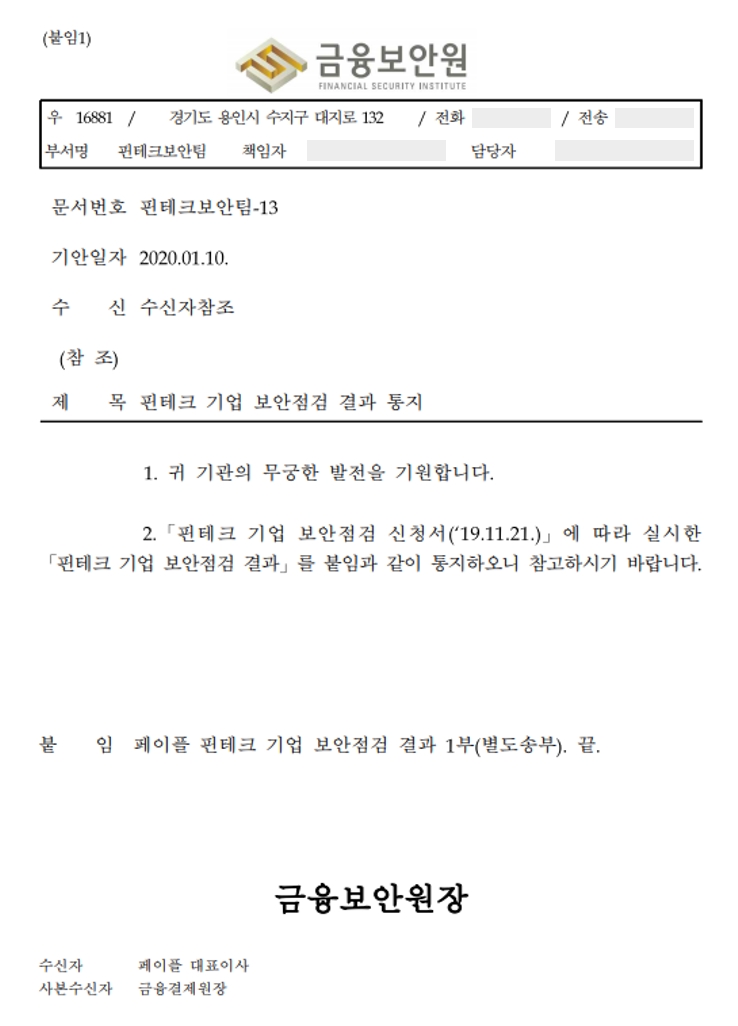 (붙임1)
금융보안원
FINANCIAL SECURITY INSTITUTE
우 16881 / 경기도 용인시 수지구 대지로 132 / 전화 / 전송
부서명 핀테크보안팀 책임자 담당자
문서번호 핀테크보안팀-13
기안일자 2020.01.10.
수 신 수신자참조
(참 조)
제 목 핀테크 기업 보안점검 결과 통지
1. 귀 기관의 무궁한 발전을 기원합니다.
2.「핀테크 기업 보안점검 신청서(‘19.11.21.)」에 따라 실시한
「핀테크 기업 보안점검 결과」를 붙임과 같이 통지하오니 참고하시기 바랍니다.
붙 임 페이플 핀테크 기업 보안점검 결과 1부(별도송부). 끝.
금융보안원장
수신자 페이플 대표이사
사본수신자 금융결제원장